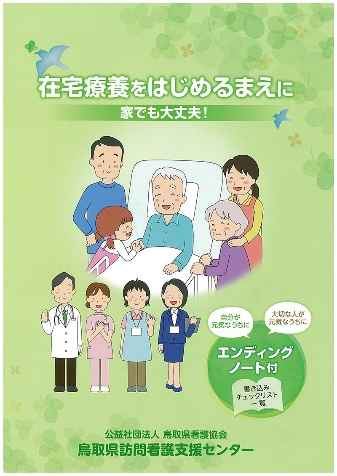 在宅療養をはじめるまえに
家でも大丈夫！
自分が
元気なうちに
大切な人が
元気なうちに
エンディング
ノート付
書き込み
チェックリスト
一覧
公益社団法人 鳥取県看護協会
鳥取県訪問看護支援センター